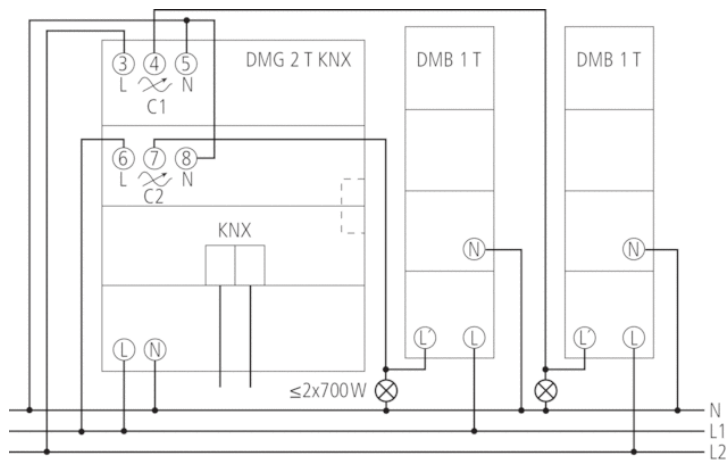 3 4 5 DMG 2 T KNX DMB 1 T DMB 1 T
L N
C1
6 7 8
L N
C2
KNX
N N
L´ L L´ L
L N
≤2x700W
N
L1
L2